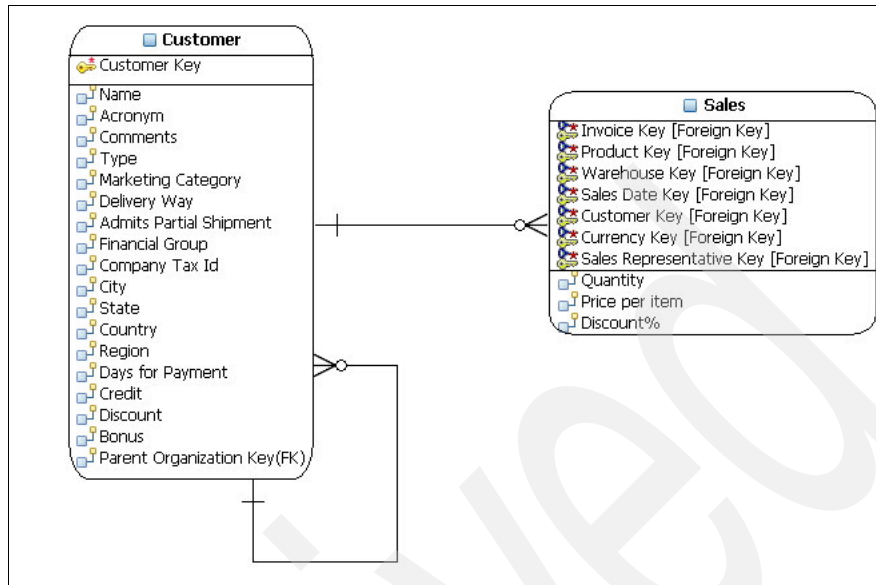 Customer
Customer Key
Name
Acronym
Comments
Type
Marketing Category
Delivery Way
Admits Partial Shipment
Financial Group
Company Tax Id
City
State
Country
Region
Days for Payment
Credit
Discount
Bonus
Parent Organization Key(FK)
Sales
Invoice Key [Foreign Key]
Product Key [Foreign Key]
Warehouse Key [Foreign Key]
Sales Date Key [Foreign Key]
Customer Key [Foreign Key]
Currency Key [Foreign Key]
Sales Representative Key [Foreign Key]
Quantity
Price per item
Discount%